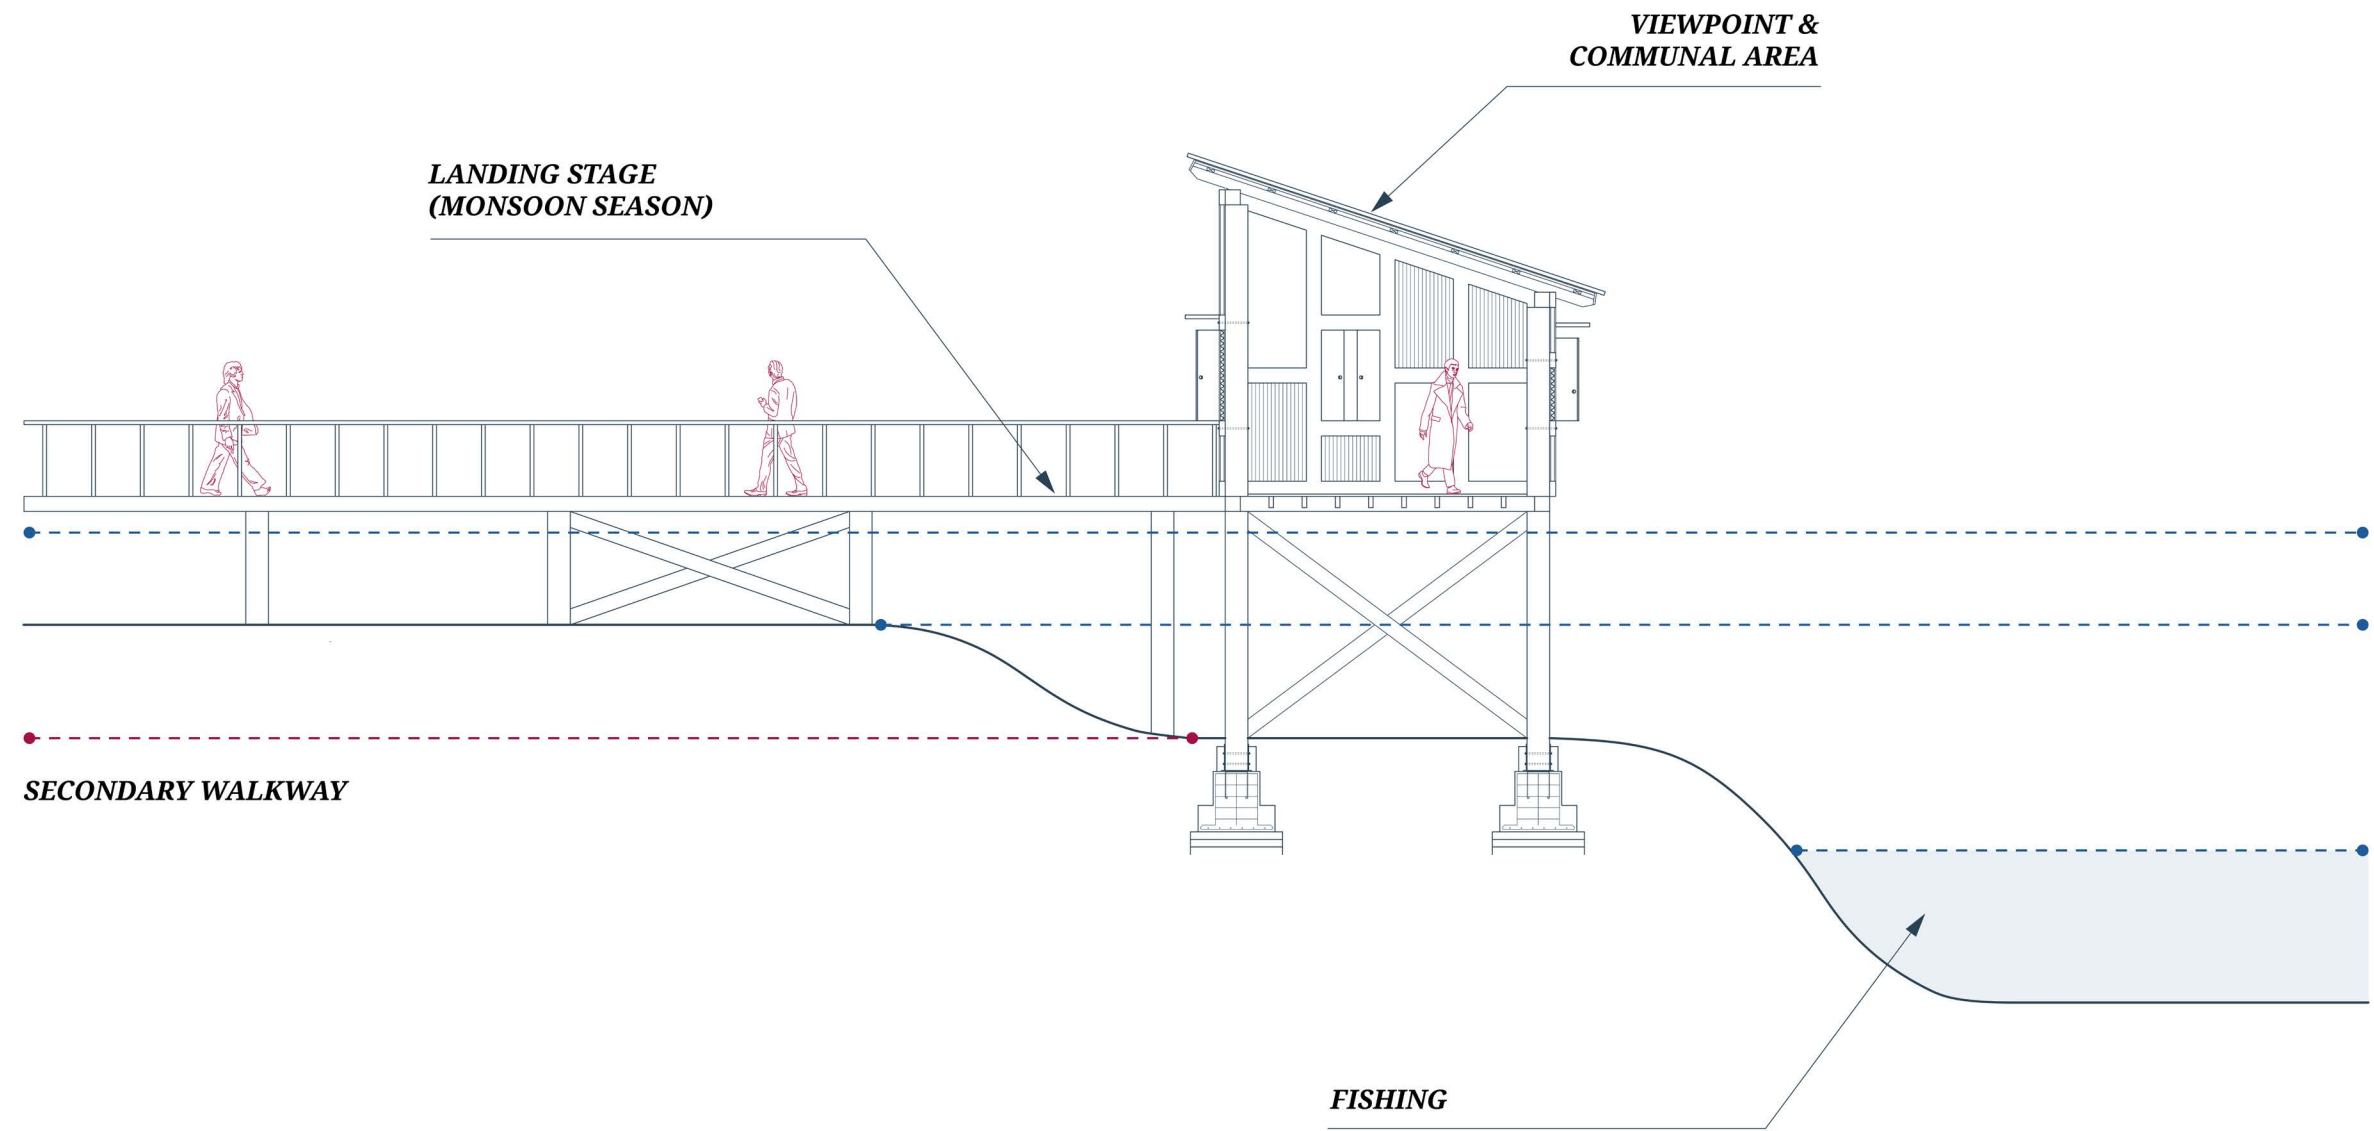 VIEWPOINT &
COMMUNAL AREA
LANDING STAGE
(MONSOON SEASON)
SECONDARY WALKWAY
FISHING